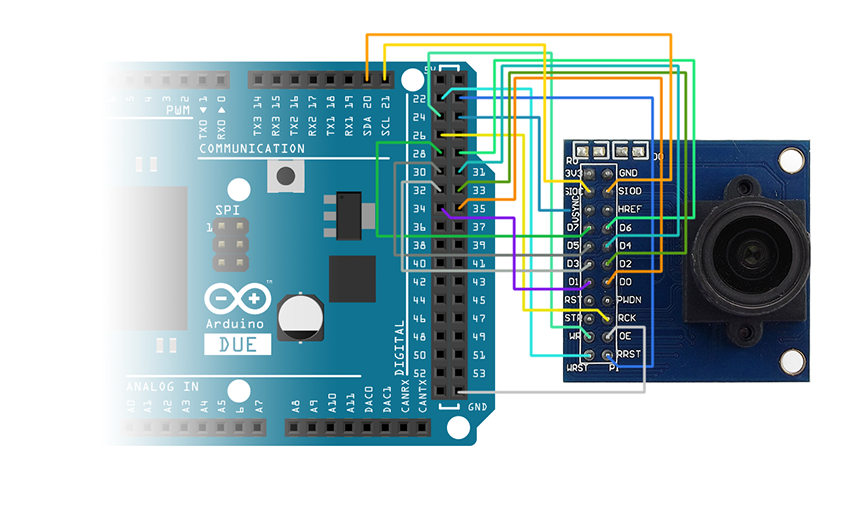 4 3 2 1 0
PWM
TX0 RX0
TX3 14
RX3 15
TX2 16
RX2 17
TX1 18
RX1 19
SDA 20
SCL 21
COMMUNICATION
SPI
1
Arduino™
DUE
DIGITAL
22
24
26
28
30 31
32 33
34 35
36 37
38 39
40 41
42 43
44 45
46 47
48 49
50 51
52 53
GND
ANALOG IN
A0 A1 A2 A3 A4 A5 6 A7
A8 A9 A10 A11 DAC0 DAC1 CANRX CANTX
3V3 GND
SIOC SIOD
VSYNC HREF
D7 D6
D5 D4
D3 D2
D1 D0
RST PWDN
STR RCK
WR OE
WRST RRST